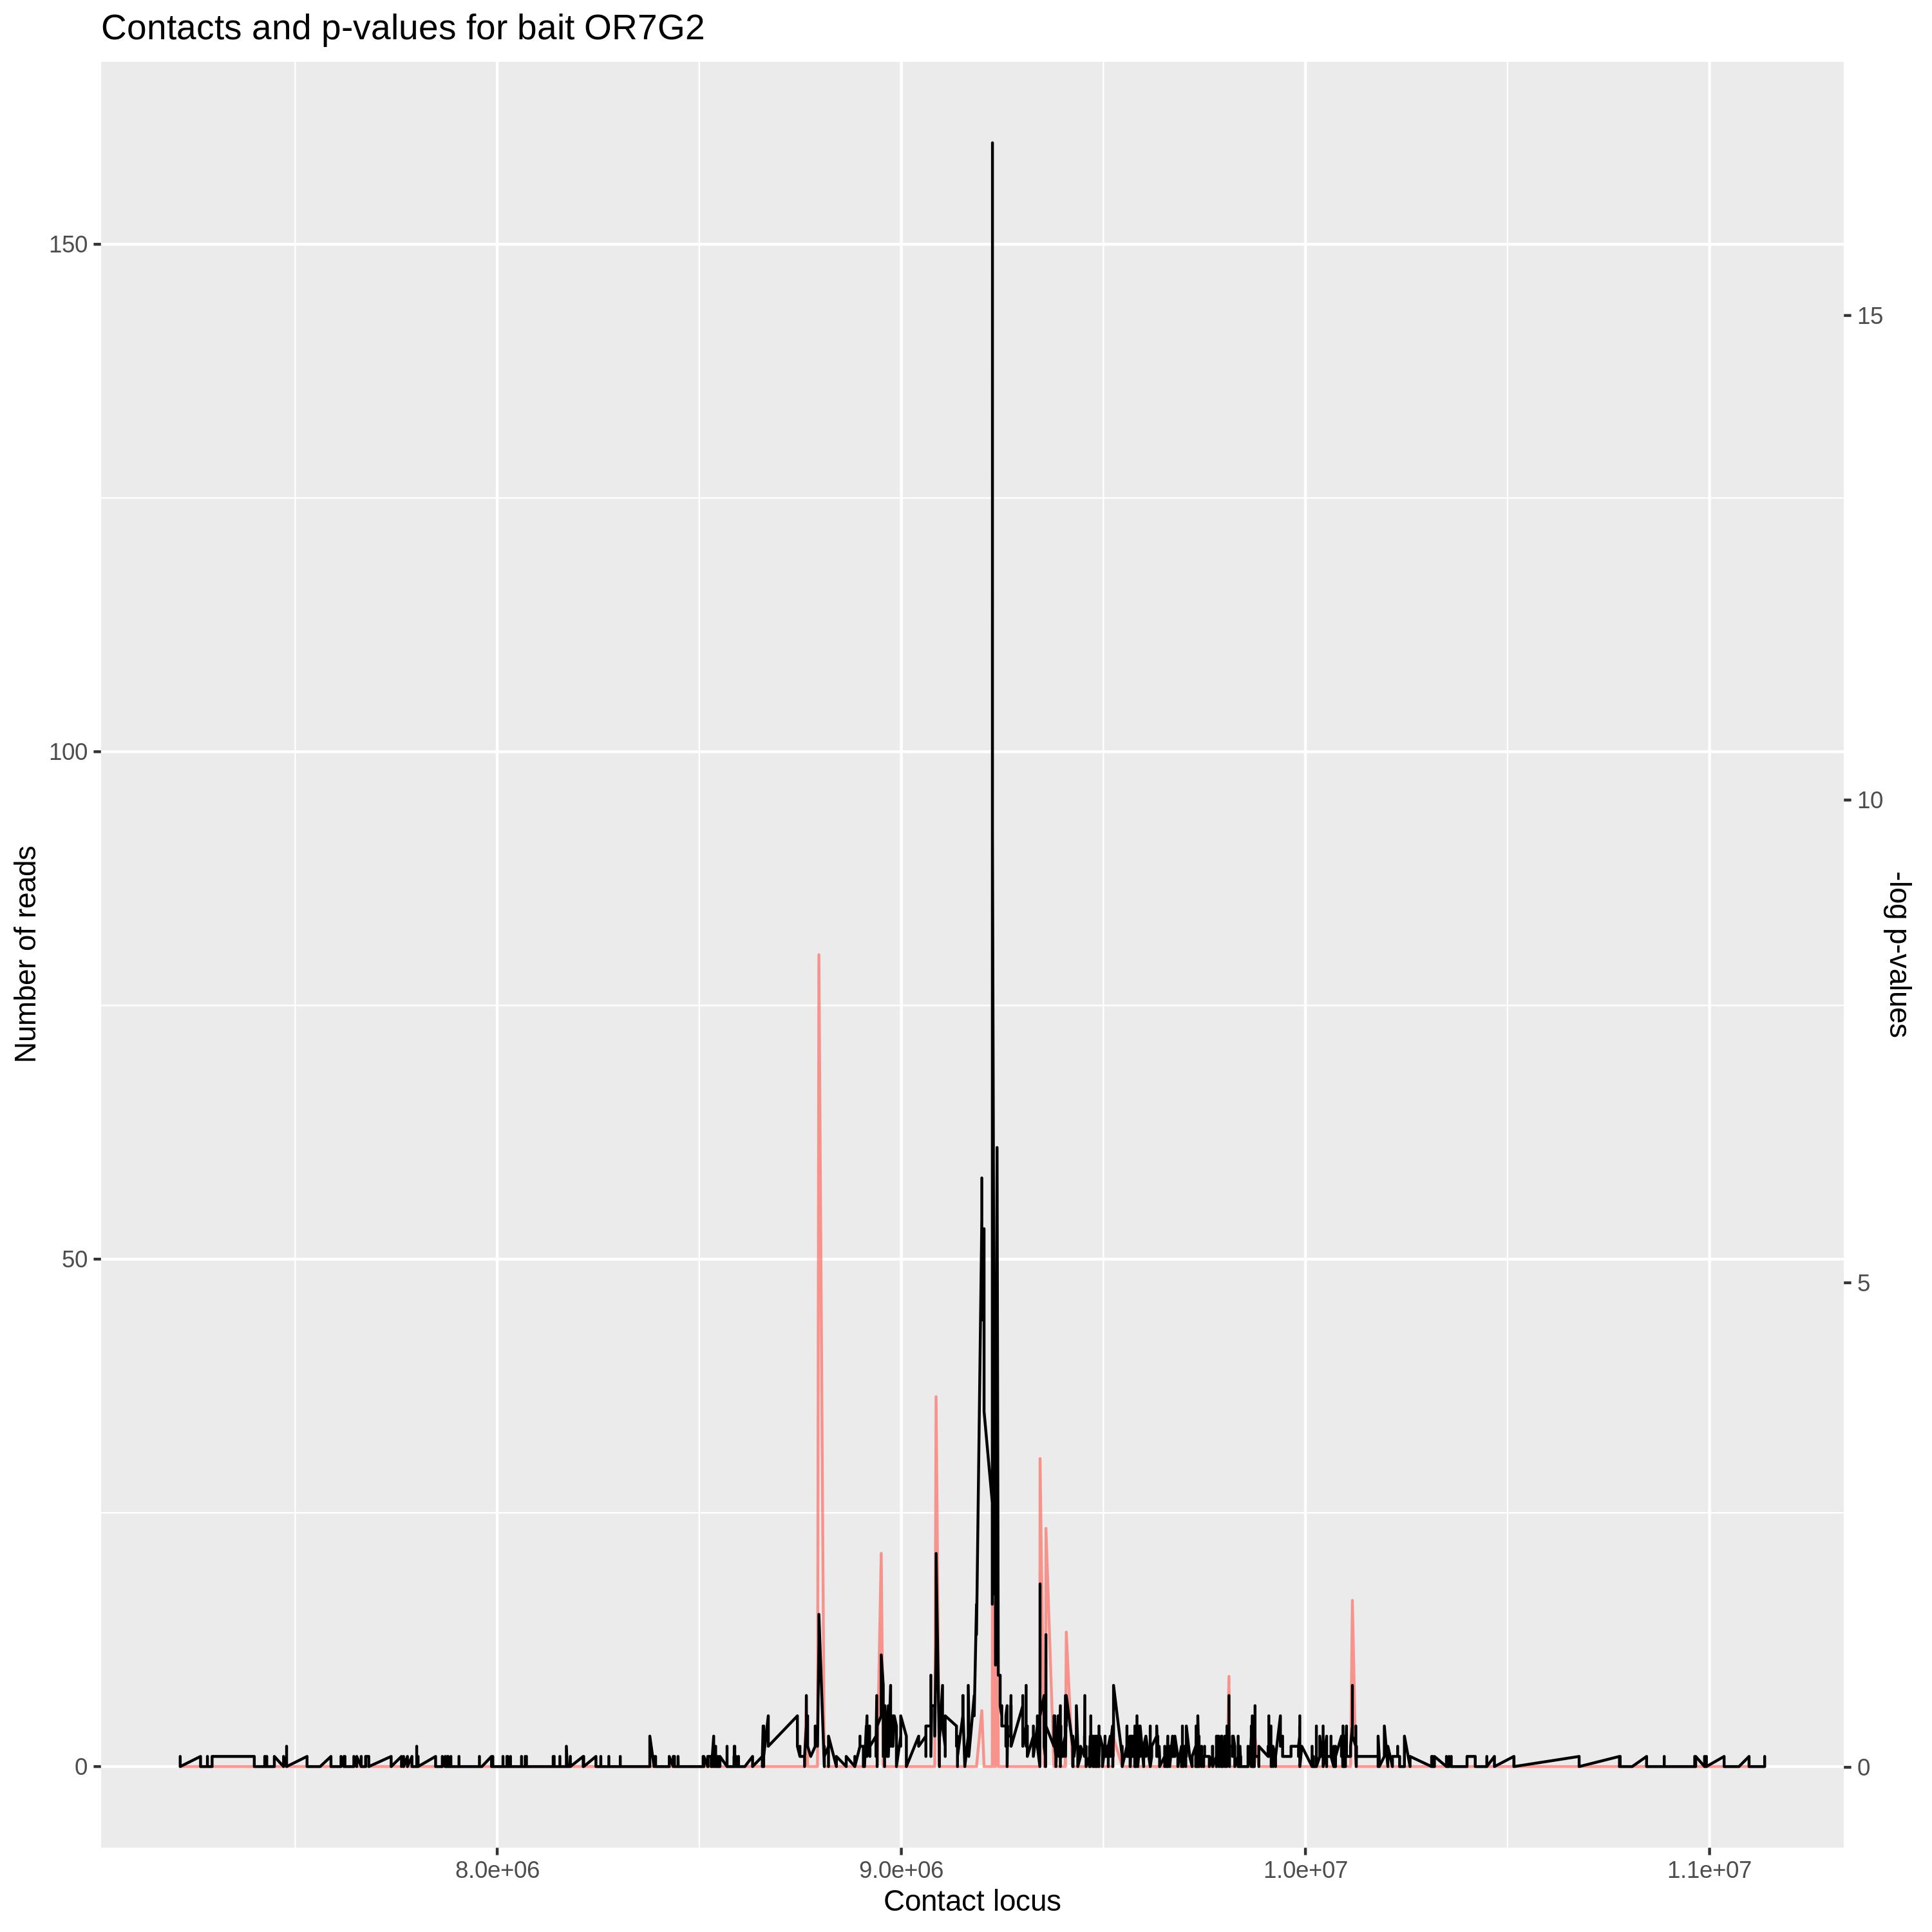 Contacts and p-values for bait OR7G2
150
100
50
0
Number of reads
15
10
5
0
-log p-values
8.0e+06
9.0e+06
1.0e+07
1.1e+07
Contact locus